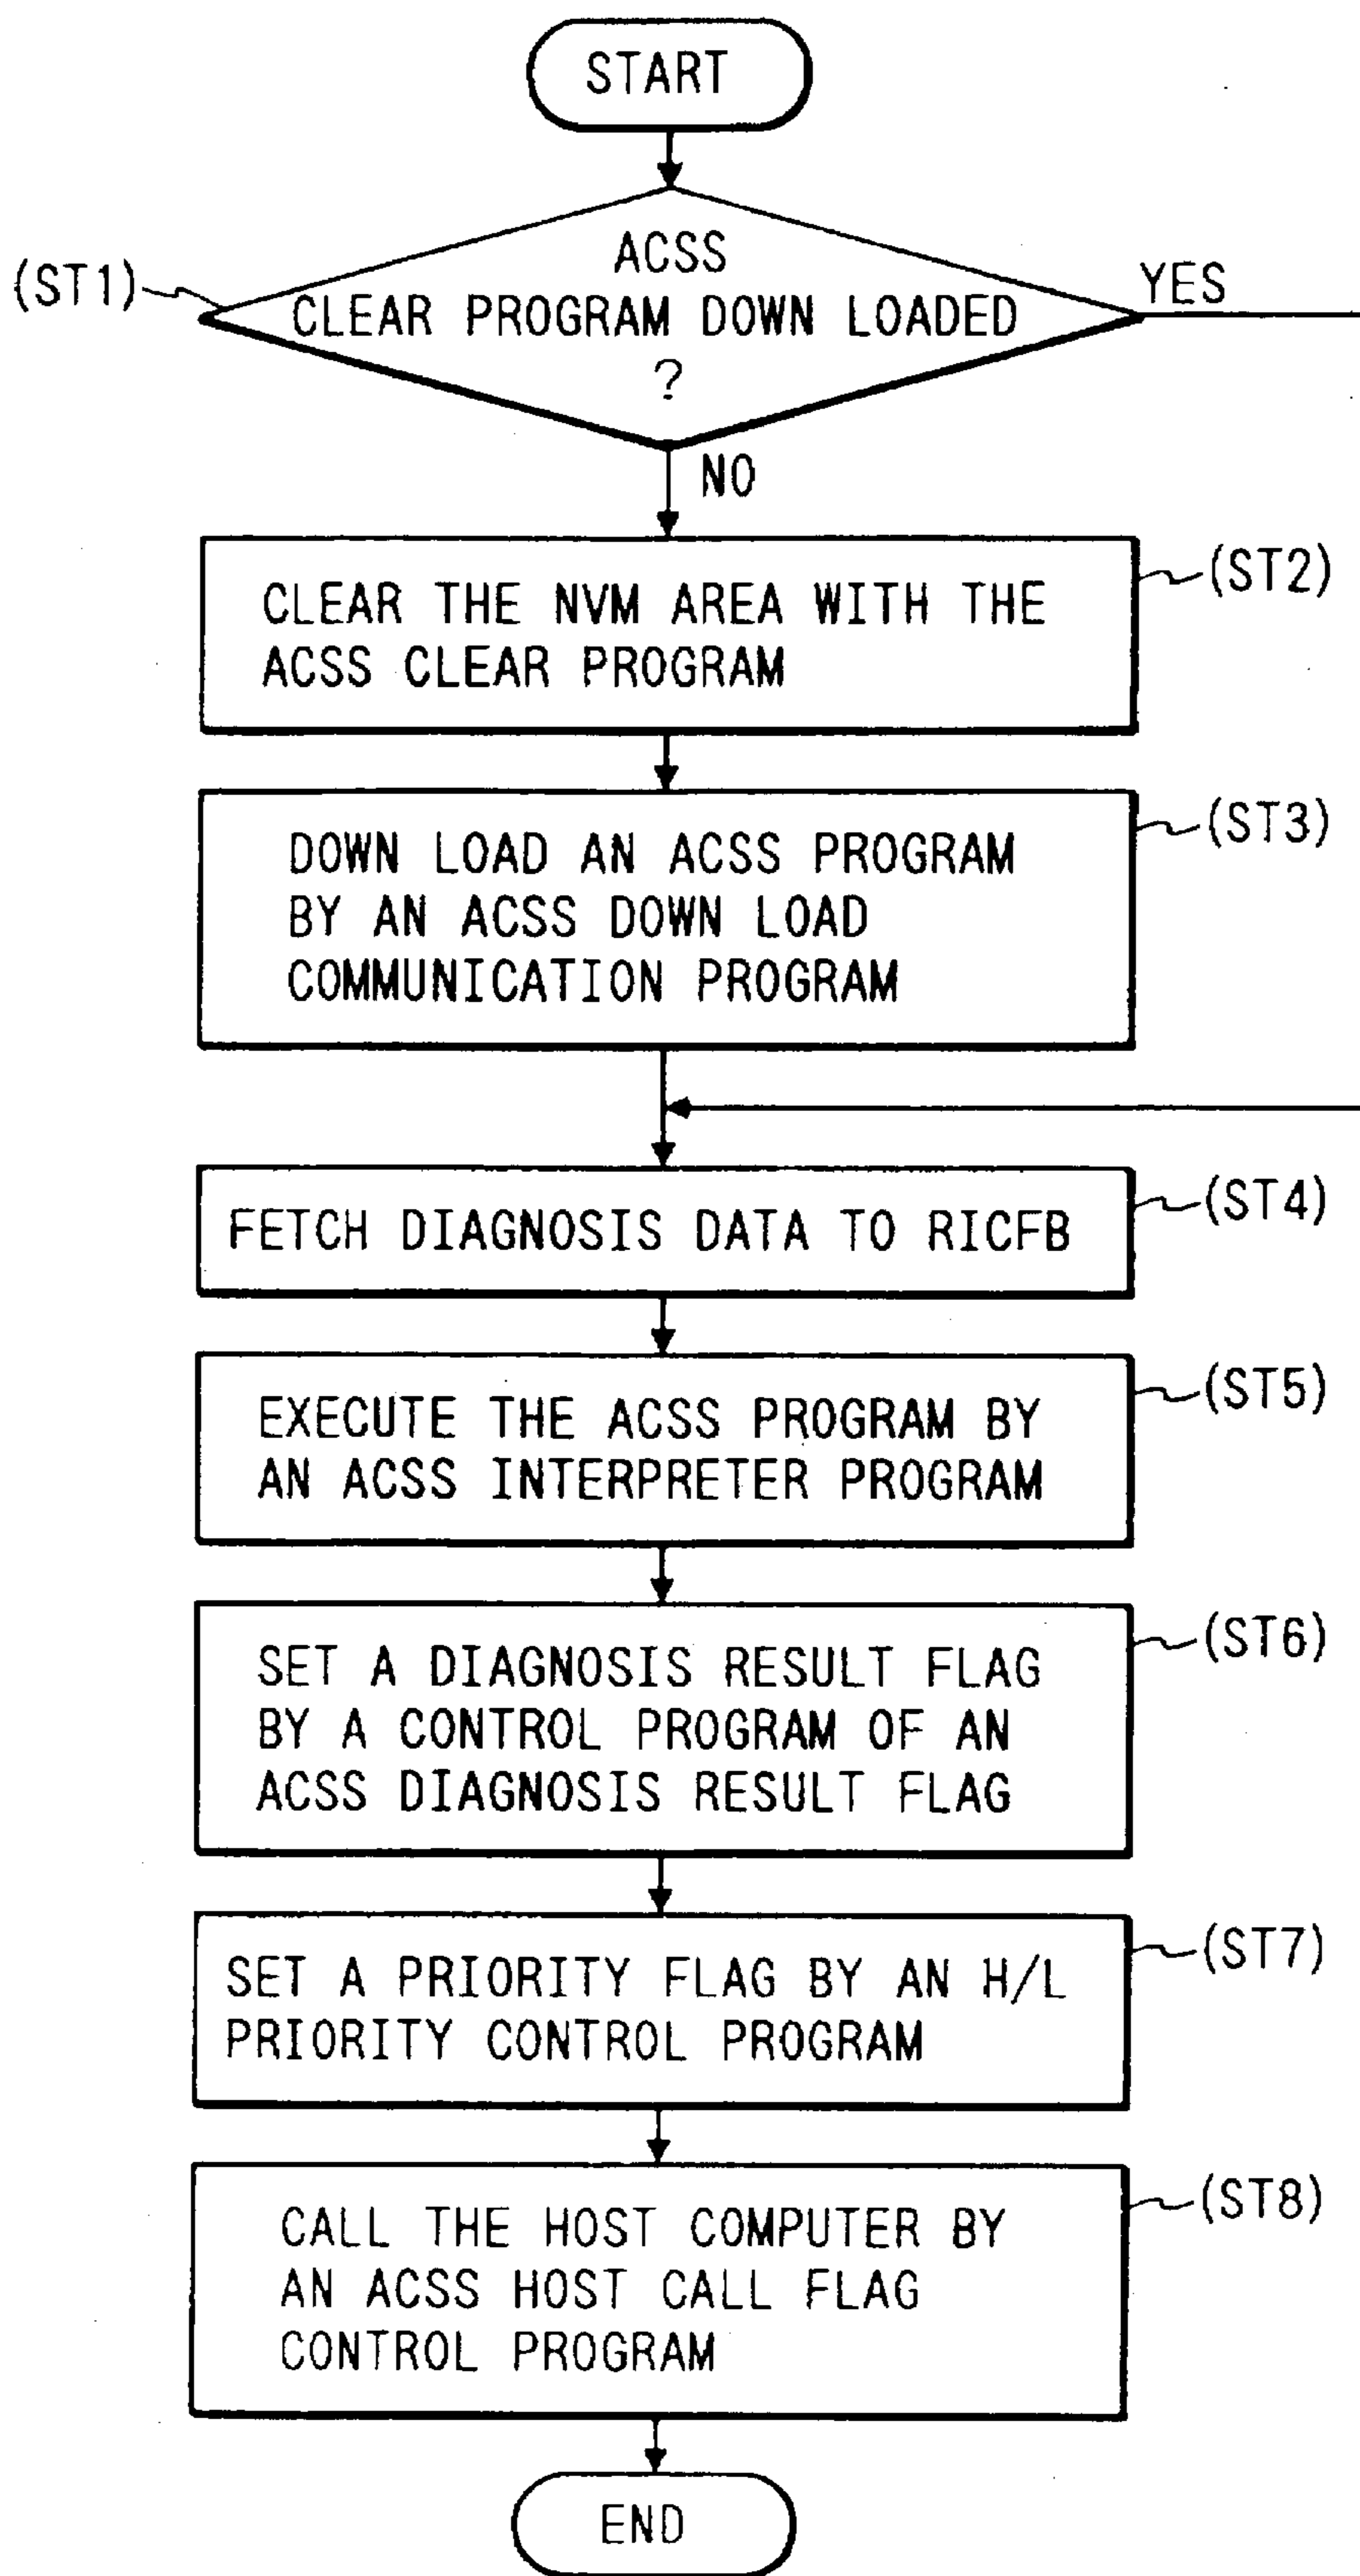 START
(ST1)
ACSS
CLEAR PROGRAM DOWN LOADED
?
YES
NO
(ST2)
CLEAR THE NVM AREA WITH THE
ACSS CLEAR PROGRAM
(ST3)
DOWN LOAD AN ACSS PROGRAM
BY AN ACSS DOWN LOAD
COMMUNICATION PROGRAM
(ST4)
FETCH DIAGNOSIS DATA TO RICFB
(ST5)
EXECUTE THE ACSS PROGRAM BY
AN ACSS INTERPRETER PROGRAM
(ST6)
SET A DIAGNOSIS RESULT FLAG
BY A CONTROL PROGRAM OF AN
ACSS DIAGNOSIS RESULT FLAG
(ST7)
SET A PRIORITY FLAG BY AN H/L
PRIORITY CONTROL PROGRAM
(ST8)
CALL THE HOST COMPUTER BY
AN ACSS HOST CALL FLAG
CONTROL PROGRAM
END